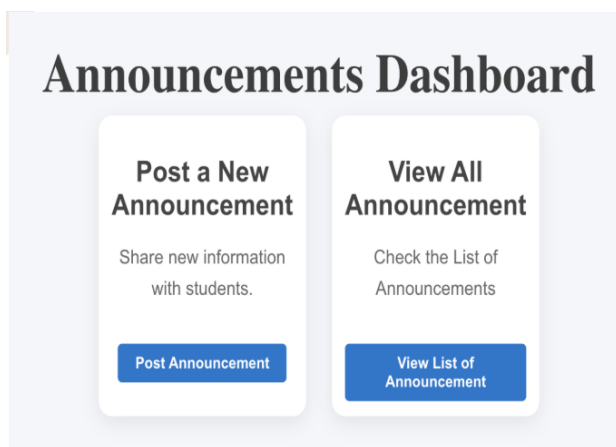 Announcements Dashboard
Post a New
Announcement
Share new information
with students.
Post Announcement
View All
Announcement
Check the List of
Announcements
View List of
Announcement